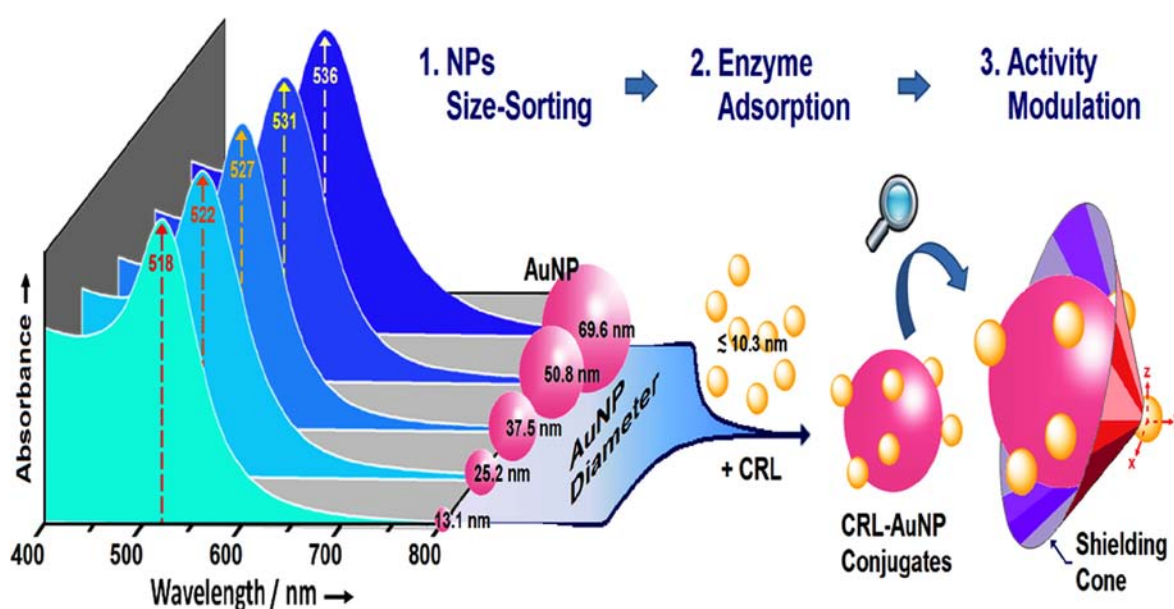 1. NPs
Size-Sorting
2. Enzyme
Adsorption
3. Activity
Modulation
536
531
527
522
518
Absorbance →
AuNP
69.6 nm
50.8 nm
37.5 nm
25.2 nm
13.1 nm
AuNP
Diameter
≲ 10.3 nm
+ CRL
CRL-AuNP
Conjugates
Shielding
Cone
z
x
400
500
600
700
800
Wavelength / nm →